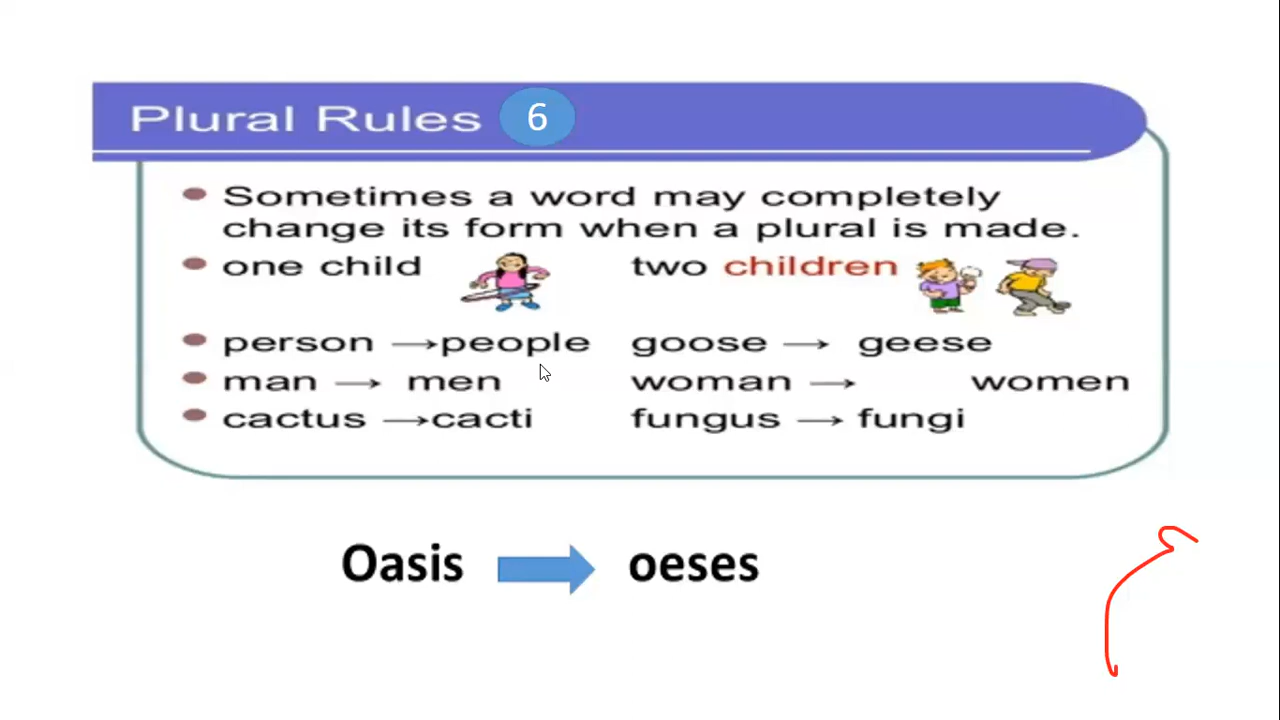 Plural Rules 6
Sometimes a word may completely
change its form when a plural is made.
one child two children
person →people goose → geese
man → men woman → women
cactus →cacti fungus → fungi
Oasis oeses